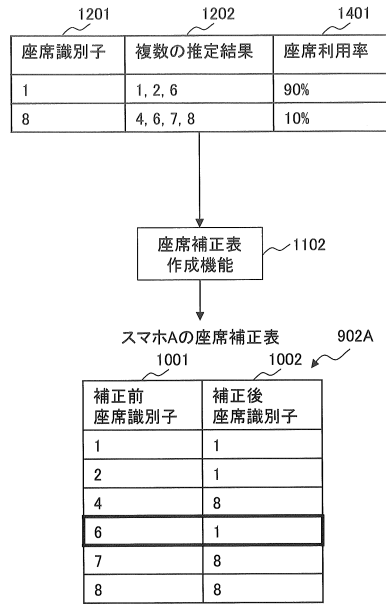 1201 1202 1401
座席識別子 複数の推定結果 座席利用率
1 1, 2, 6 90%
8 4, 6, 7, 8 10%
座席補正表
作成機能
1102
スマホAの座席補正表
902A
1001 1002
補正前 補正後
座席識別子 座席識別子
1 1
2 1
4 8
6 1
7 8
8 8